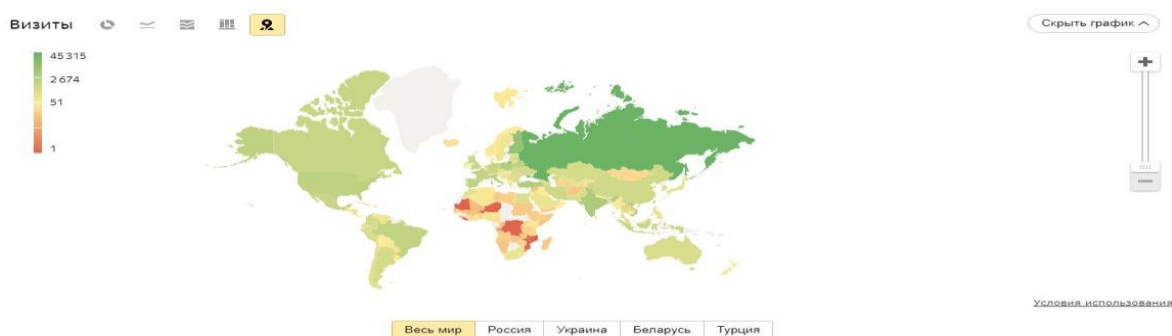 Визиты
Скрыть график
45 315
2 674
51
1
Условия использования
Весь мир Россия Украина Беларусь Турция